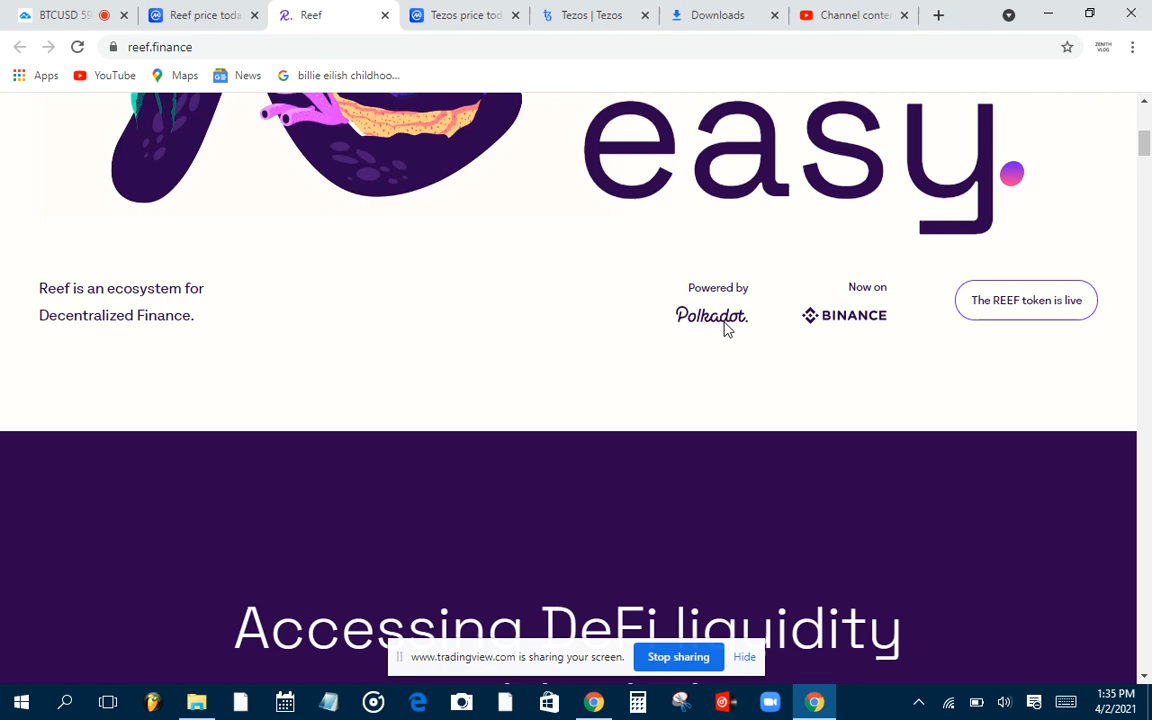 BTCUSD 59
Reef price toda
Reef
Tezos price tod
Tezos | Tezos
Downloads
Channel conte
reef.finance
ZENITH
VLOG
Apps
YouTube
Maps
News
billie eilish childhoo...
easy.
Reef is an ecosystem for
Decentralized Finance.
Powered by
Polkadot.
Now on
BINANCE
The REEF token is live
Accessing DeFi liquidity
www.tradingview.com is sharing your screen.
Stop sharing
Hide
1:35 PM
4/2/2021